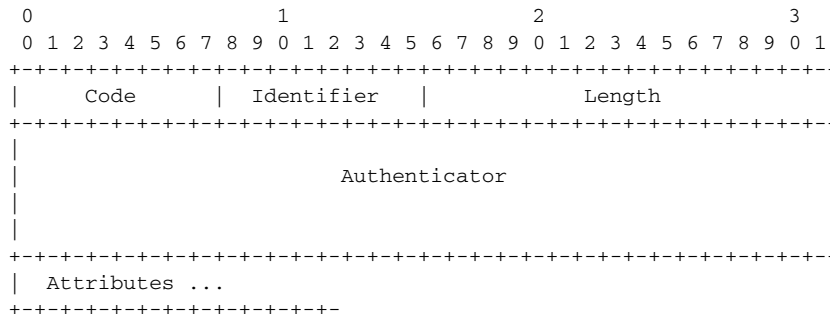 0                   1                   2                   3
 0 1 2 3 4 5 6 7 8 9 0 1 2 3 4 5 6 7 8 9 0 1 2 3 4 5 6 7 8 9 0 1
+-+-+-+-+-+-+-+-+-+-+-+-+-+-+-+-+-+-+-+-+-+-+-+-+-+-+-+-+-+-+-+-
|     Code      |  Identifier   |            Length
+-+-+-+-+-+-+-+-+-+-+-+-+-+-+-+-+-+-+-+-+-+-+-+-+-+-+-+-+-+-+-+-
|
|                         Authenticator
|
|
+-+-+-+-+-+-+-+-+-+-+-+-+-+-+-+-+-+-+-+-+-+-+-+-+-+-+-+-+-+-+-+-
|  Attributes ...
+-+-+-+-+-+-+-+-+-+-+-+-+-